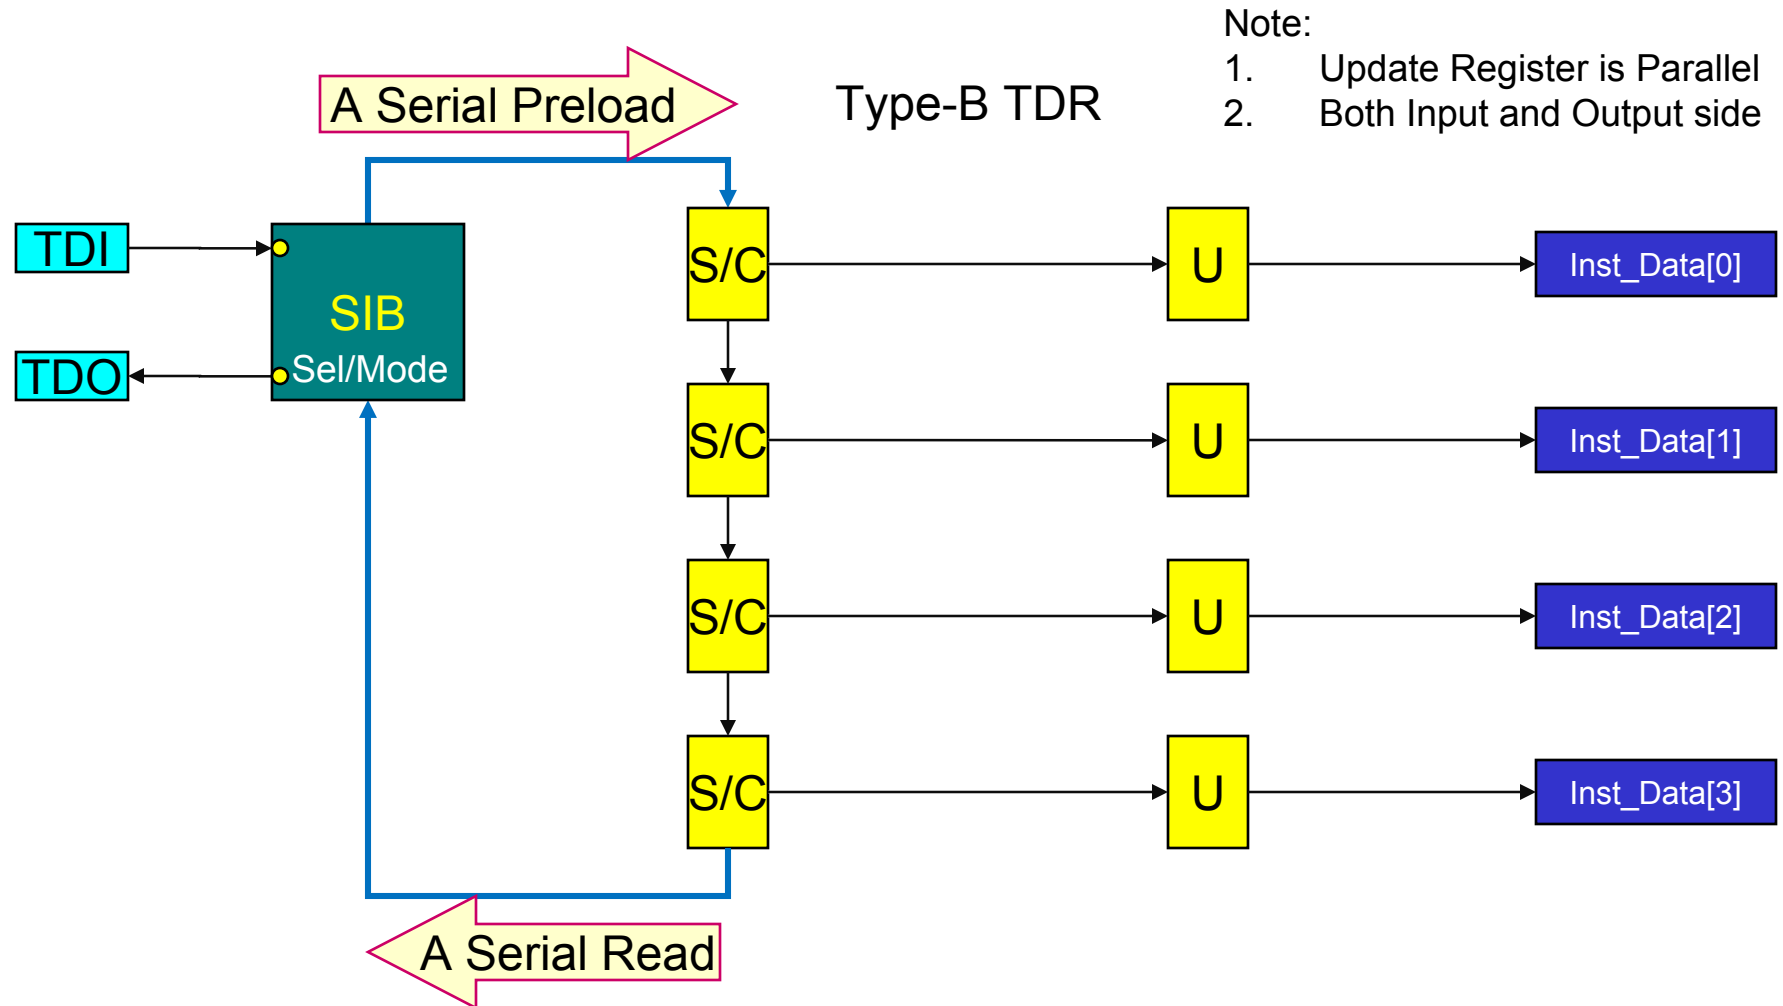 Note:
1. Update Register is Parallel
2. Both Input and Output side
A Serial Preload
Type-B TDR
TDI
SIB
Sel/Mode
TDO
S/C
U
Inst_Data[0]
S/C
U
Inst_Data[1]
S/C
U
Inst_Data[2]
S/C
U
Inst_Data[3]
A Serial Read